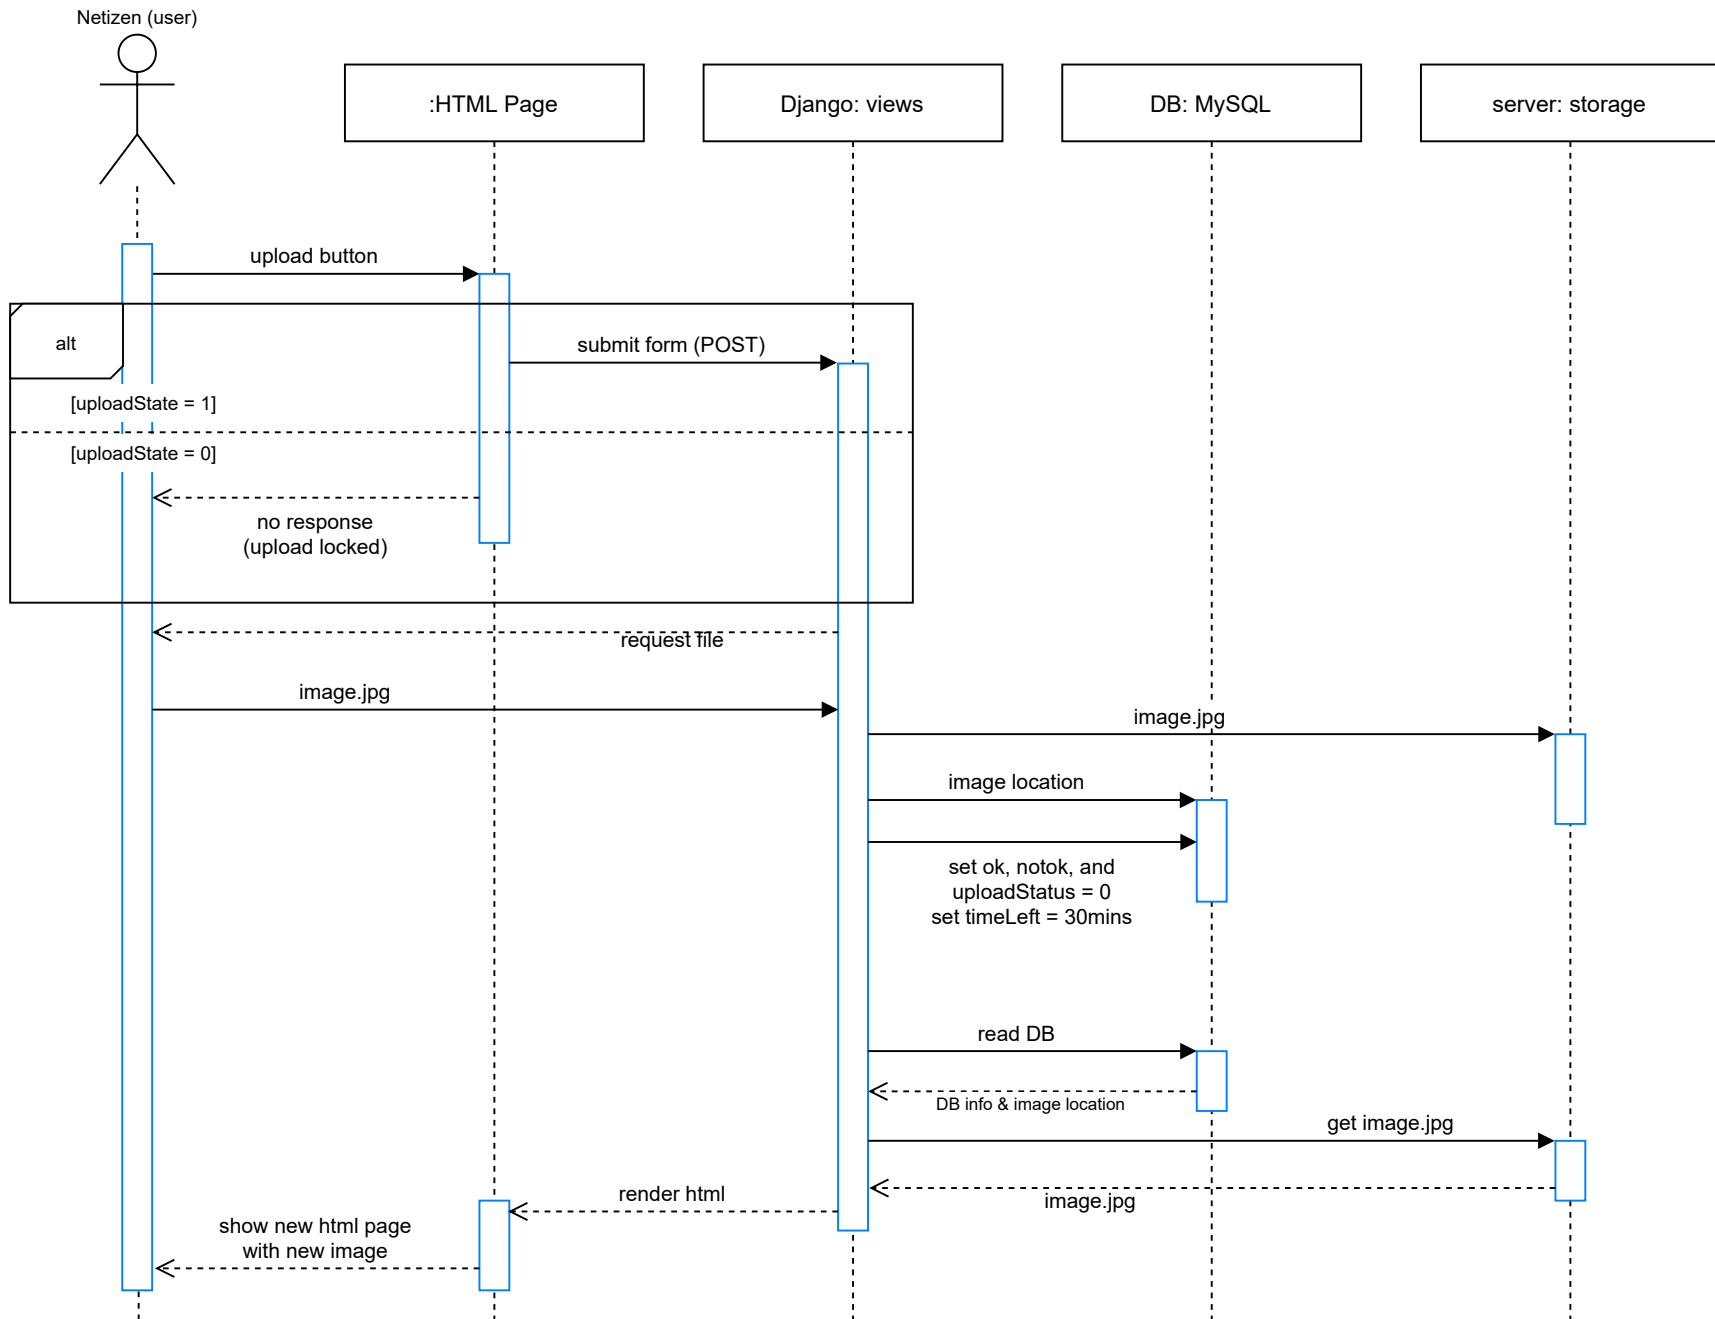 Netizen (user)
:HTML Page
Django: views
DB: MySQL
server: storage
upload button
alt
submit form (POST)
[uploadState = 1]
[uploadState = 0]
no response
(upload locked)
request file
image.jpg
image.jpg
image location
set ok, notok, and
uploadStatus = 0
set timeLeft = 30mins
read DB
DB info & image location
get image.jpg
image.jpg
render html
show new html page
with new image